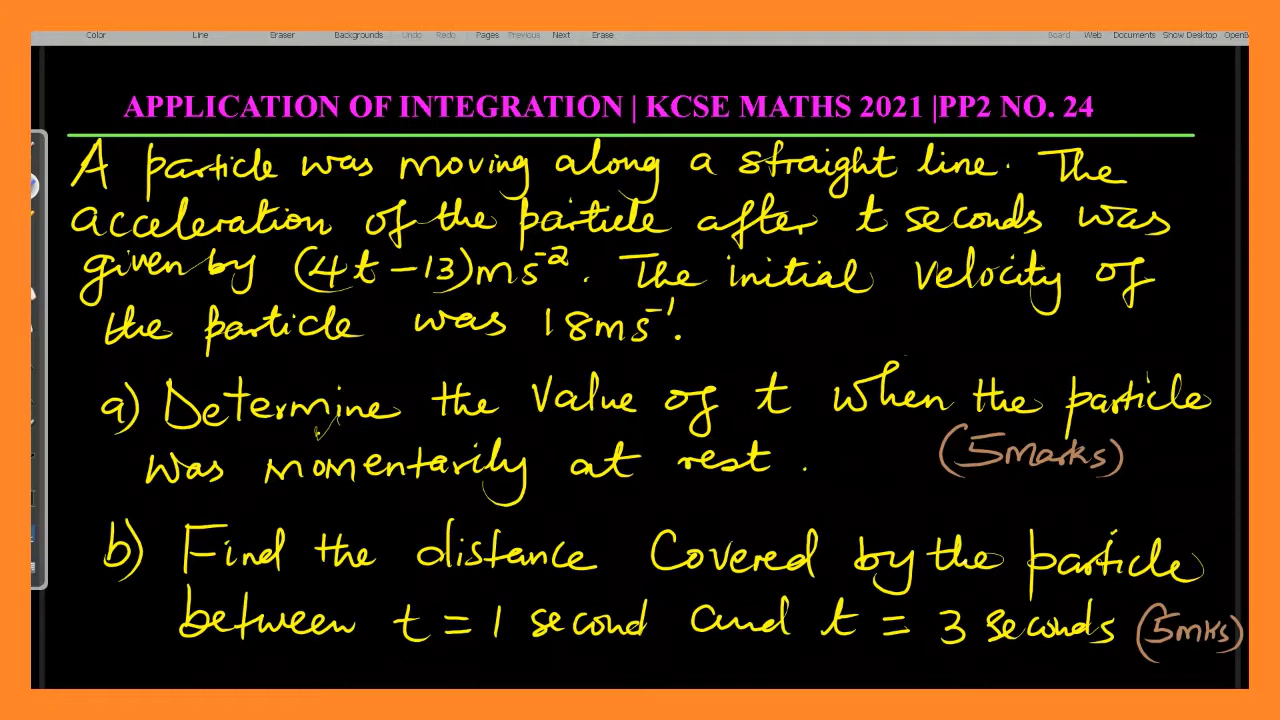 Color Line Eraser Backgrounds Undo Redo Pages Previous Next Erase Board Web Documents Show Desktop OpenB
APPLICATION OF INTEGRATION | KCSE MATHS 2021 |PP2 NO. 24
A particle was moving along a straight line. The
acceleration of the particle after t seconds was
given by (4t -13)ms⁻². The initial velocity of
the particle was 18ms⁻¹.
a) Determine the value of t when the particle
was momentarily at rest. (5marks)
b) Find the distance covered by the particle
between t = 1 second and t = 3 seconds (5mks)